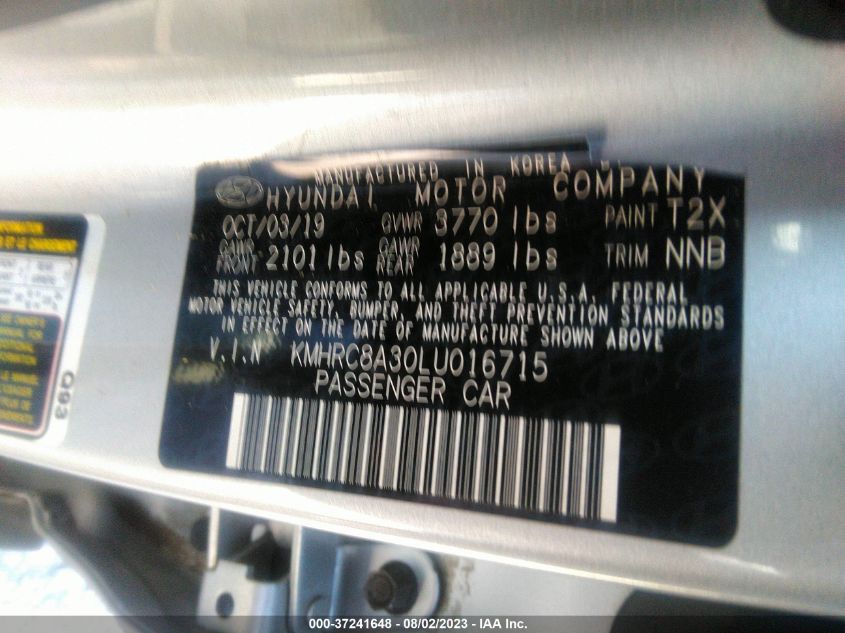 MANUFACTURED IN KOREA
HYUNDAI MOTOR COMPANY
OCT/03/19 GVWR 3770 lbs PAINT T2X
GAWR FRONT 2101 lbs GAWR REAR 1889 lbs TRIM NNB
THIS VEHICLE CONFORMS TO ALL APPLICABLE U.S.A. FEDERAL
MOTOR VEHICLE SAFETY, BUMPER, AND THEFT PREVENTION STANDARDS
IN EFFECT ON THE DATE OF MANUFACTURE SHOWN ABOVE
V.I.N KMHRC8A30LU016715
PASSENGER CAR
Q93
000-37241648 - 08/02/2023 - IAA Inc.